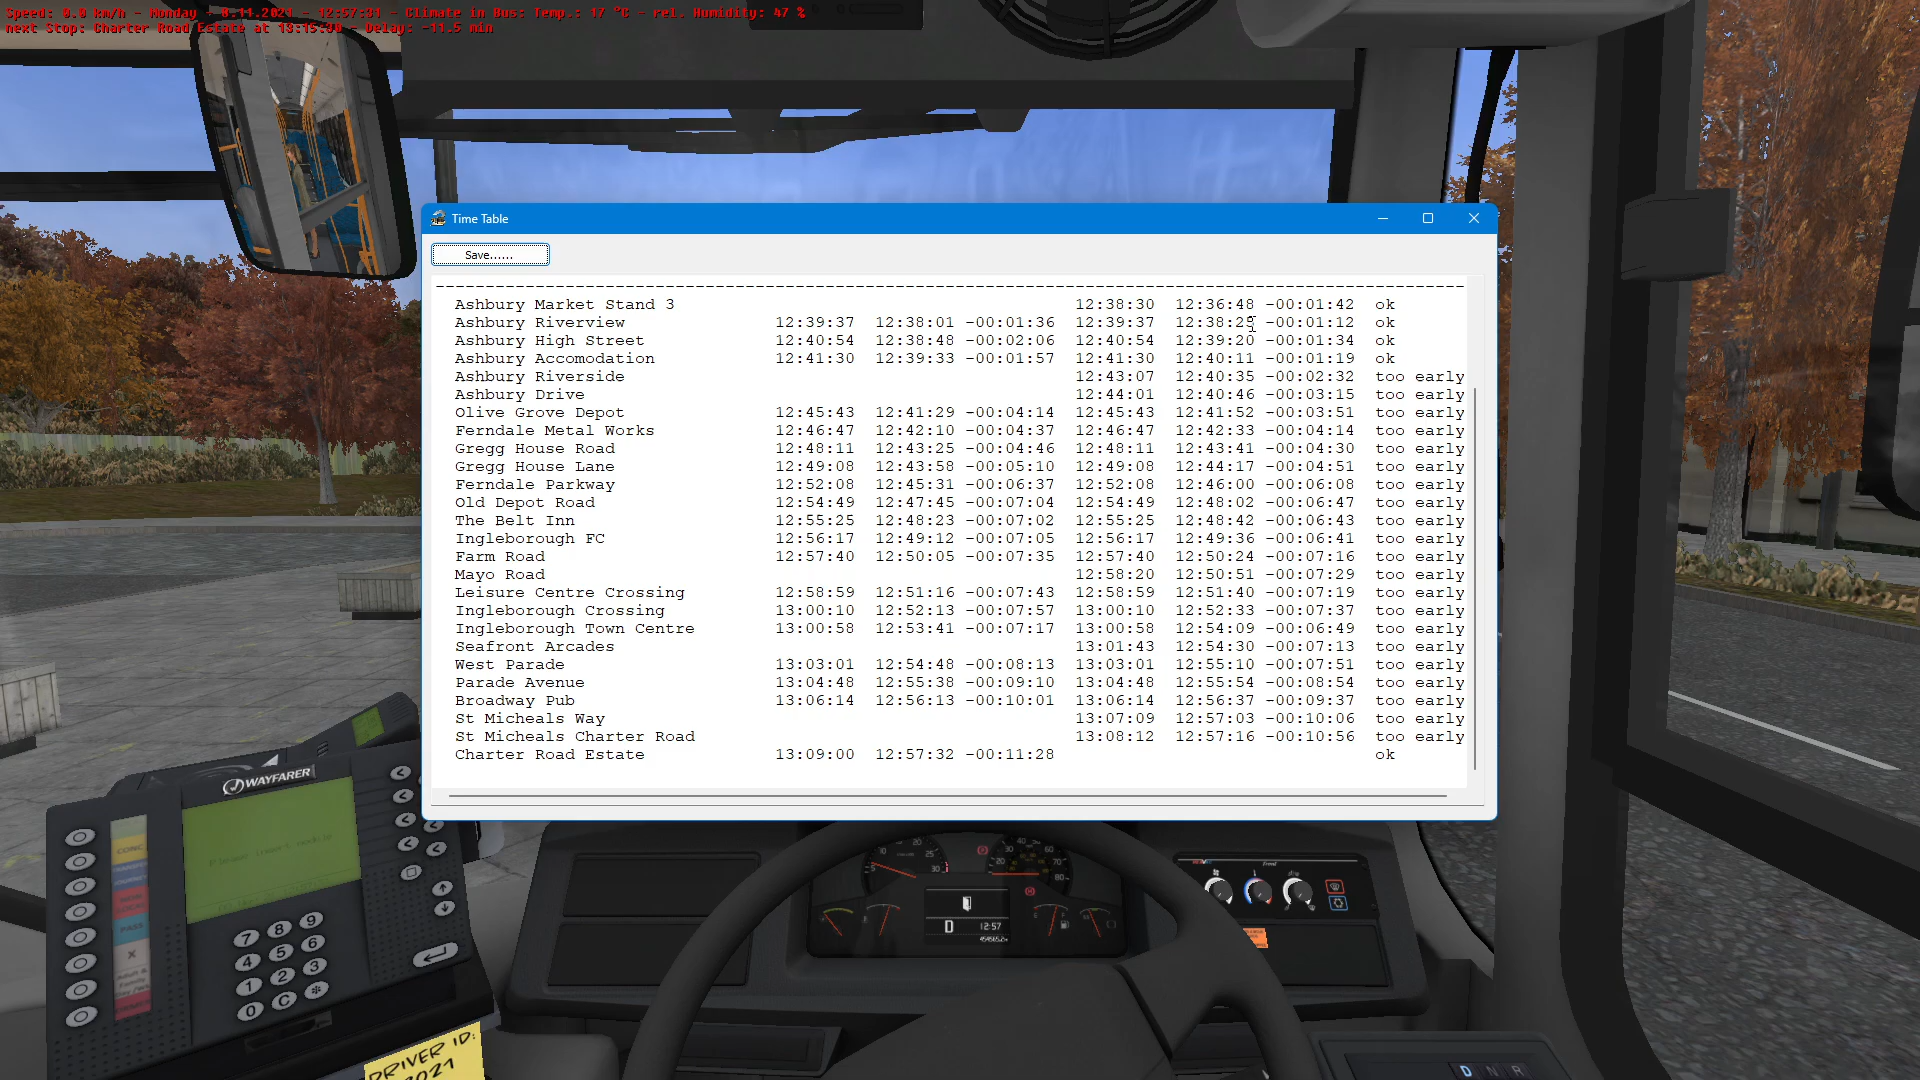 Speed: 0.0 km/h - Monday - 8.11.2021 - 12:57:31 - Climate in Bus: Temp.: 17 °C - rel. Humidity: 47 %
next Stop: Charter Road Estate at 13:15:30 - Delay: -11.5 min
Time Table
Save......
Ashbury Market Stand 3 12:38:30 12:36:48 -00:01:42 ok
Ashbury Riverview 12:39:37 12:38:01 -00:01:36 12:39:37 12:38:25 -00:01:12 ok
Ashbury High Street 12:40:54 12:38:48 -00:02:06 12:40:54 12:39:20 -00:01:34 ok
Ashbury Accomodation 12:41:30 12:39:33 -00:01:57 12:41:30 12:40:11 -00:01:19 ok
Ashbury Riverside 12:43:07 12:40:35 -00:02:32 too early
Ashbury Drive 12:44:01 12:40:46 -00:03:15 too early
Olive Grove Depot 12:45:43 12:41:29 -00:04:14 12:45:43 12:41:52 -00:03:51 too early
Ferndale Metal Works 12:46:47 12:42:10 -00:04:37 12:46:47 12:42:33 -00:04:14 too early
Gregg House Road 12:48:11 12:43:25 -00:04:46 12:48:11 12:43:41 -00:04:30 too early
Gregg House Lane 12:49:08 12:43:58 -00:05:10 12:49:08 12:44:17 -00:04:51 too early
Ferndale Parkway 12:52:08 12:45:31 -00:06:37 12:52:08 12:46:00 -00:06:08 too early
Old Depot Road 12:54:49 12:47:45 -00:07:04 12:54:49 12:48:02 -00:06:47 too early
The Belt Inn 12:55:25 12:48:23 -00:07:02 12:55:25 12:48:42 -00:06:43 too early
Ingleborough FC 12:56:17 12:49:12 -00:07:05 12:56:17 12:49:36 -00:06:41 too early
Farm Road 12:57:40 12:50:05 -00:07:35 12:57:40 12:50:24 -00:07:16 too early
Mayo Road 12:58:20 12:50:51 -00:07:29 too early
Leisure Centre Crossing 12:58:59 12:51:16 -00:07:43 12:58:59 12:51:40 -00:07:19 too early
Ingleborough Crossing 13:00:10 12:52:13 -00:07:57 13:00:10 12:52:33 -00:07:37 too early
Ingleborough Town Centre 13:00:58 12:53:41 -00:07:17 13:00:58 12:54:09 -00:06:49 too early
Seafront Arcades 13:01:43 12:54:30 -00:07:13 too early
West Parade 13:03:01 12:54:48 -00:08:13 13:03:01 12:55:10 -00:07:51 too early
Parade Avenue 13:04:48 12:55:38 -00:09:10 13:04:48 12:55:54 -00:08:54 too early
Broadway Pub 13:06:14 12:56:13 -00:10:01 13:06:14 12:56:37 -00:09:37 too early
St Micheals Way 13:07:09 12:57:03 -00:10:06 too early
St Micheals Charter Road 13:08:12 12:57:16 -00:10:56 too early
Charter Road Estate 13:09:00 12:57:32 -00:11:28 ok
WAYFARER
Please insert module
CONC
PASS
7 8 9
4 5 6
1 2 3
0 C *
D 12:57
DRIVER ID:
2021
D N R